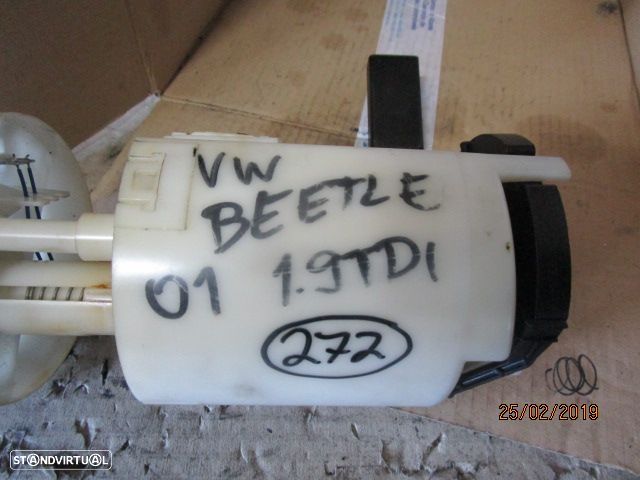 VW
BEETLE
01 1.9TDI
272
25/02/2019
STANDVIRTUAL